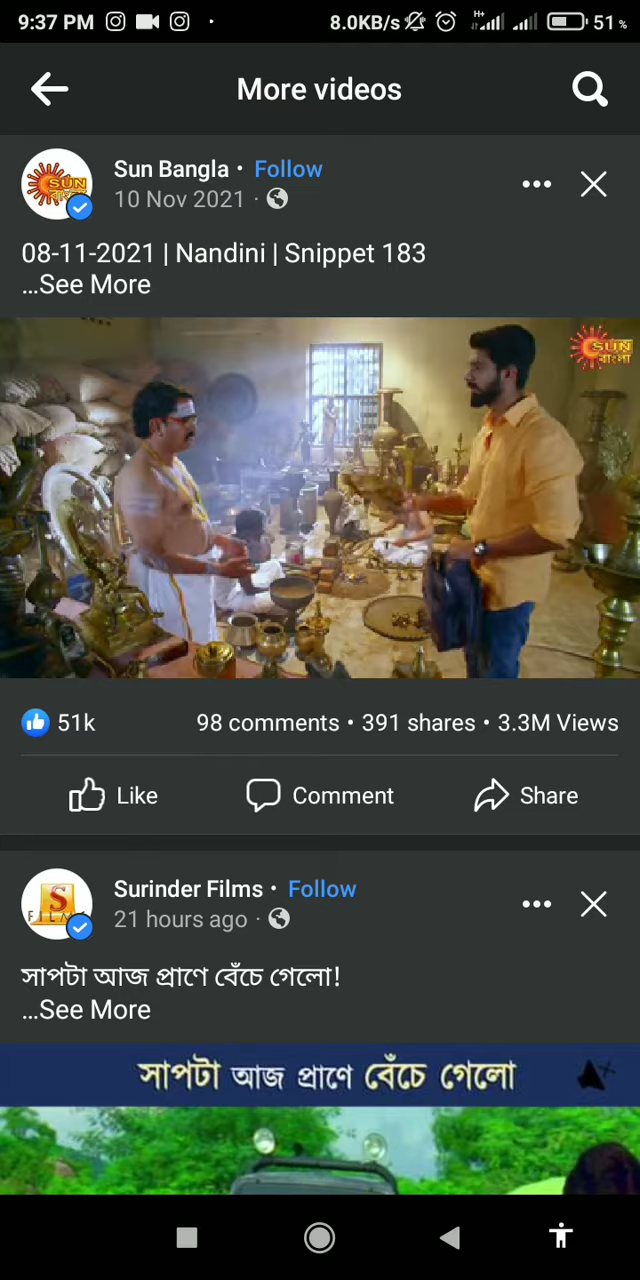 9:37 PM
8.0KB/s
H+
51%
More videos
SUN
বাংলা
Sun Bangla • Follow
10 Nov 2021 ·
08-11-2021 | Nandini | Snippet 183
...See More
SUN
বাংলা
51k
98 comments • 391 shares • 3.3M Views
Like
Comment
Share
S
FILMS
Surinder Films • Follow
21 hours ago ·
সাপটা আজ প্রাণে বেঁচে গেলো!
...See More
সাপটা আজ প্রাণে বেঁচে গেলো
A+